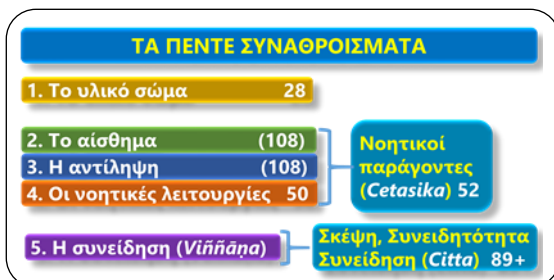 ΤΑ ΠΕΝΤΕ ΣΥΝΑΘΡΟΙΣΜΑΤΑ
1. Το υλικό σώμα 28
2. Το αίσθημα (108)
3. Η αντίληψη (108)
4. Οι νοητικές λειτουργίες 50
Νοητικοί
παράγοντες
(Cetasika) 52
5. Η συνείδηση (Viññāṇa)
Σκέψη, Συνειδητότητα
Συνείδηση (Citta) 89+